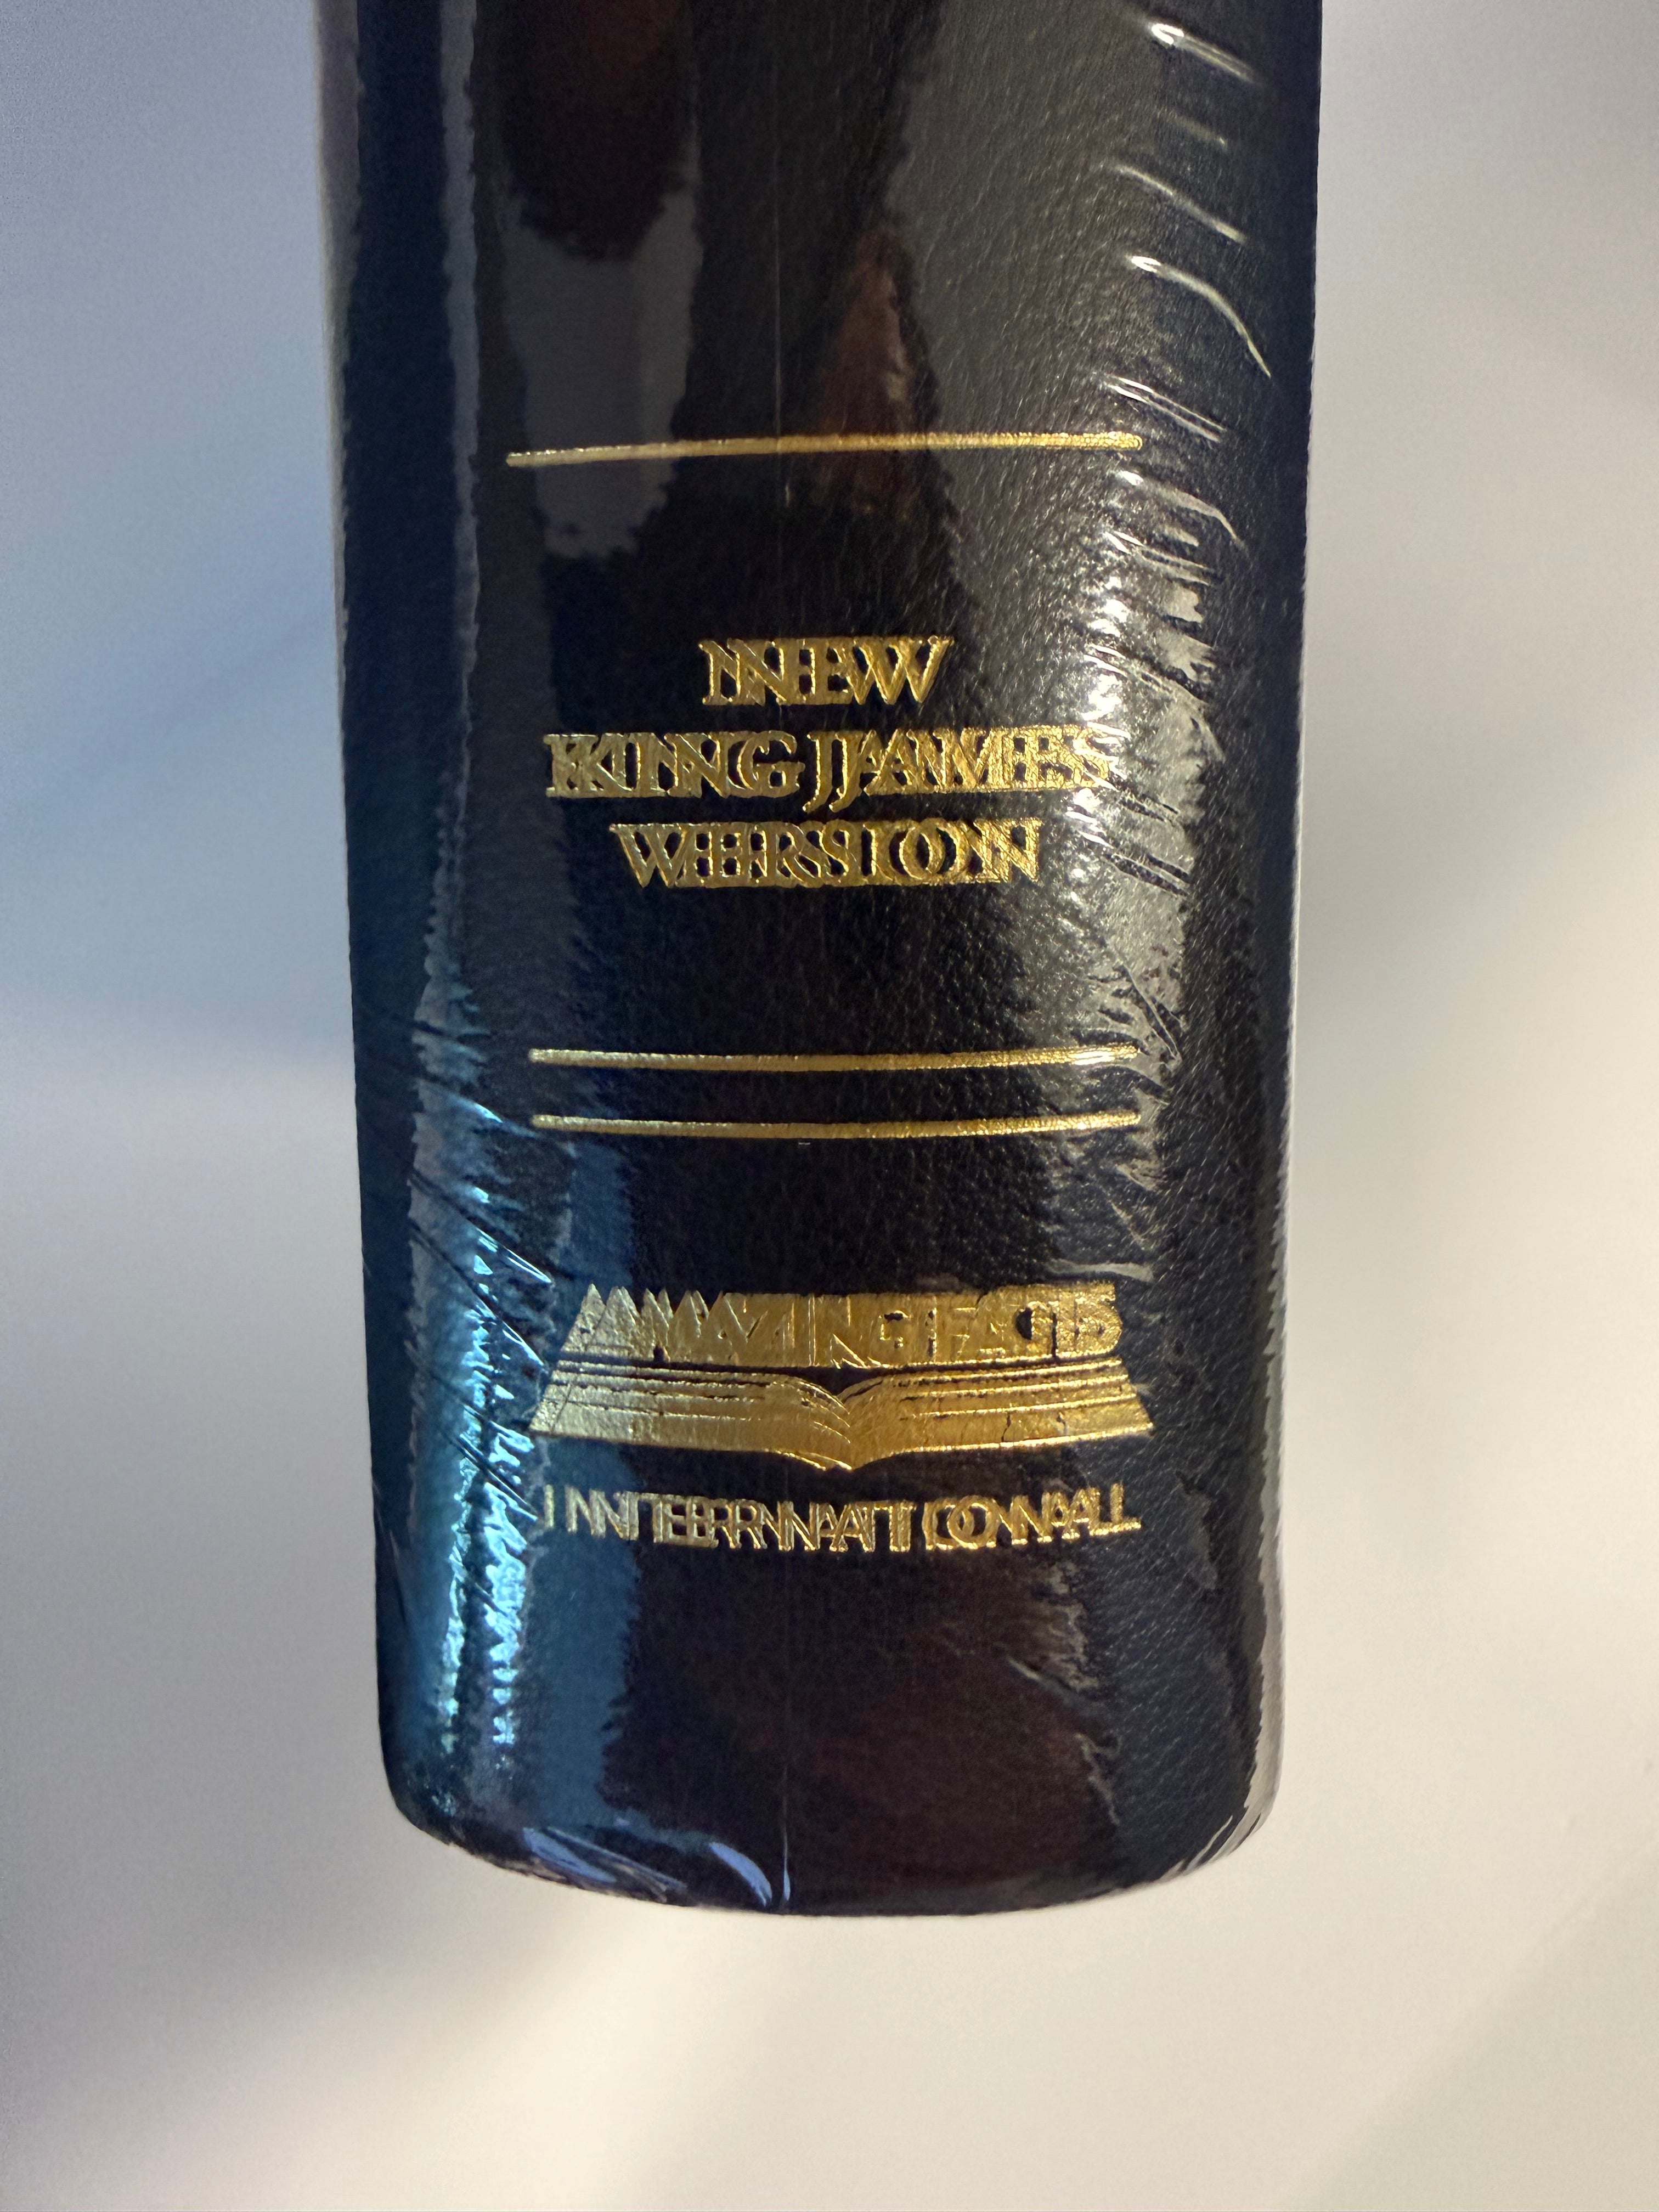 NEW
KING JAMES
VERSION
AMAZING FACTS
INTERNATIONAL